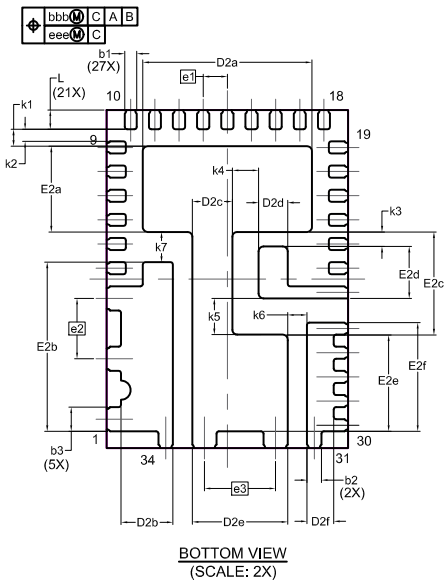 bbb Ⓜ C A B
eee Ⓜ C
b1
(27X)
D2a
L
(21X)
e1
10
18
k1
9
19
k2
k4
E2a
D2c
D2d
k3
k7
E2d
E2c
k5
k6
e2
E2b
E2f
E2e
b3
(5X)
1
34
30
31
e3
b2
(2X)
D2b
D2e
D2f
BOTTOM VIEW
(SCALE: 2X)